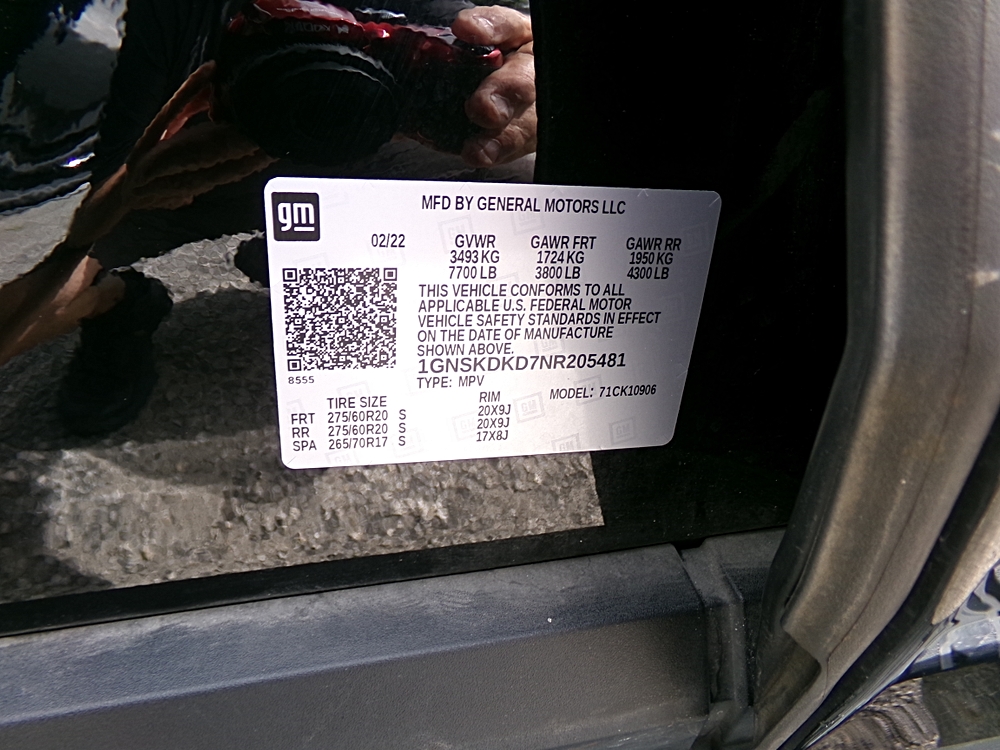 gm
MFD BY GENERAL MOTORS LLC
02/22
GVWR GAWR FRT GAWR RR
3493 KG 1724 KG 1950 KG
7700 LB 3800 LB 4300 LB
THIS VEHICLE CONFORMS TO ALL
APPLICABLE U.S. FEDERAL MOTOR
VEHICLE SAFETY STANDARDS IN EFFECT
ON THE DATE OF MANUFACTURE
SHOWN ABOVE.
1GNSKDKD7NR205481
8555
TYPE: MPV
MODEL: 71CK10906
TIRE SIZE RIM
FRT 275/60R20 S 20X9J
RR 275/60R20 S 20X9J
SPA 265/70R17 S 17X8J